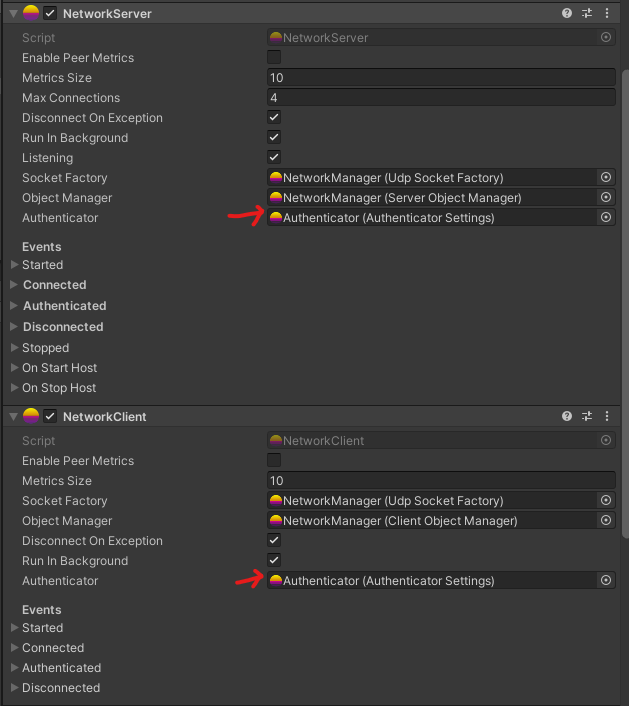 NetworkServer
Script NetworkServer
Enable Peer Metrics
Metrics Size 10
Max Connections 4
Disconnect On Exception
Run In Background
Listening
Socket Factory NetworkManager (Udp Socket Factory)
Object Manager NetworkManager (Server Object Manager)
Authenticator Authenticator (Authenticator Settings)
Events
Started
Connected
Authenticated
Disconnected
Stopped
On Start Host
On Stop Host
NetworkClient
Script NetworkClient
Enable Peer Metrics
Metrics Size 10
Socket Factory NetworkManager (Udp Socket Factory)
Object Manager NetworkManager (Client Object Manager)
Disconnect On Exception
Run In Background
Authenticator Authenticator (Authenticator Settings)
Events
Started
Connected
Authenticated
Disconnected